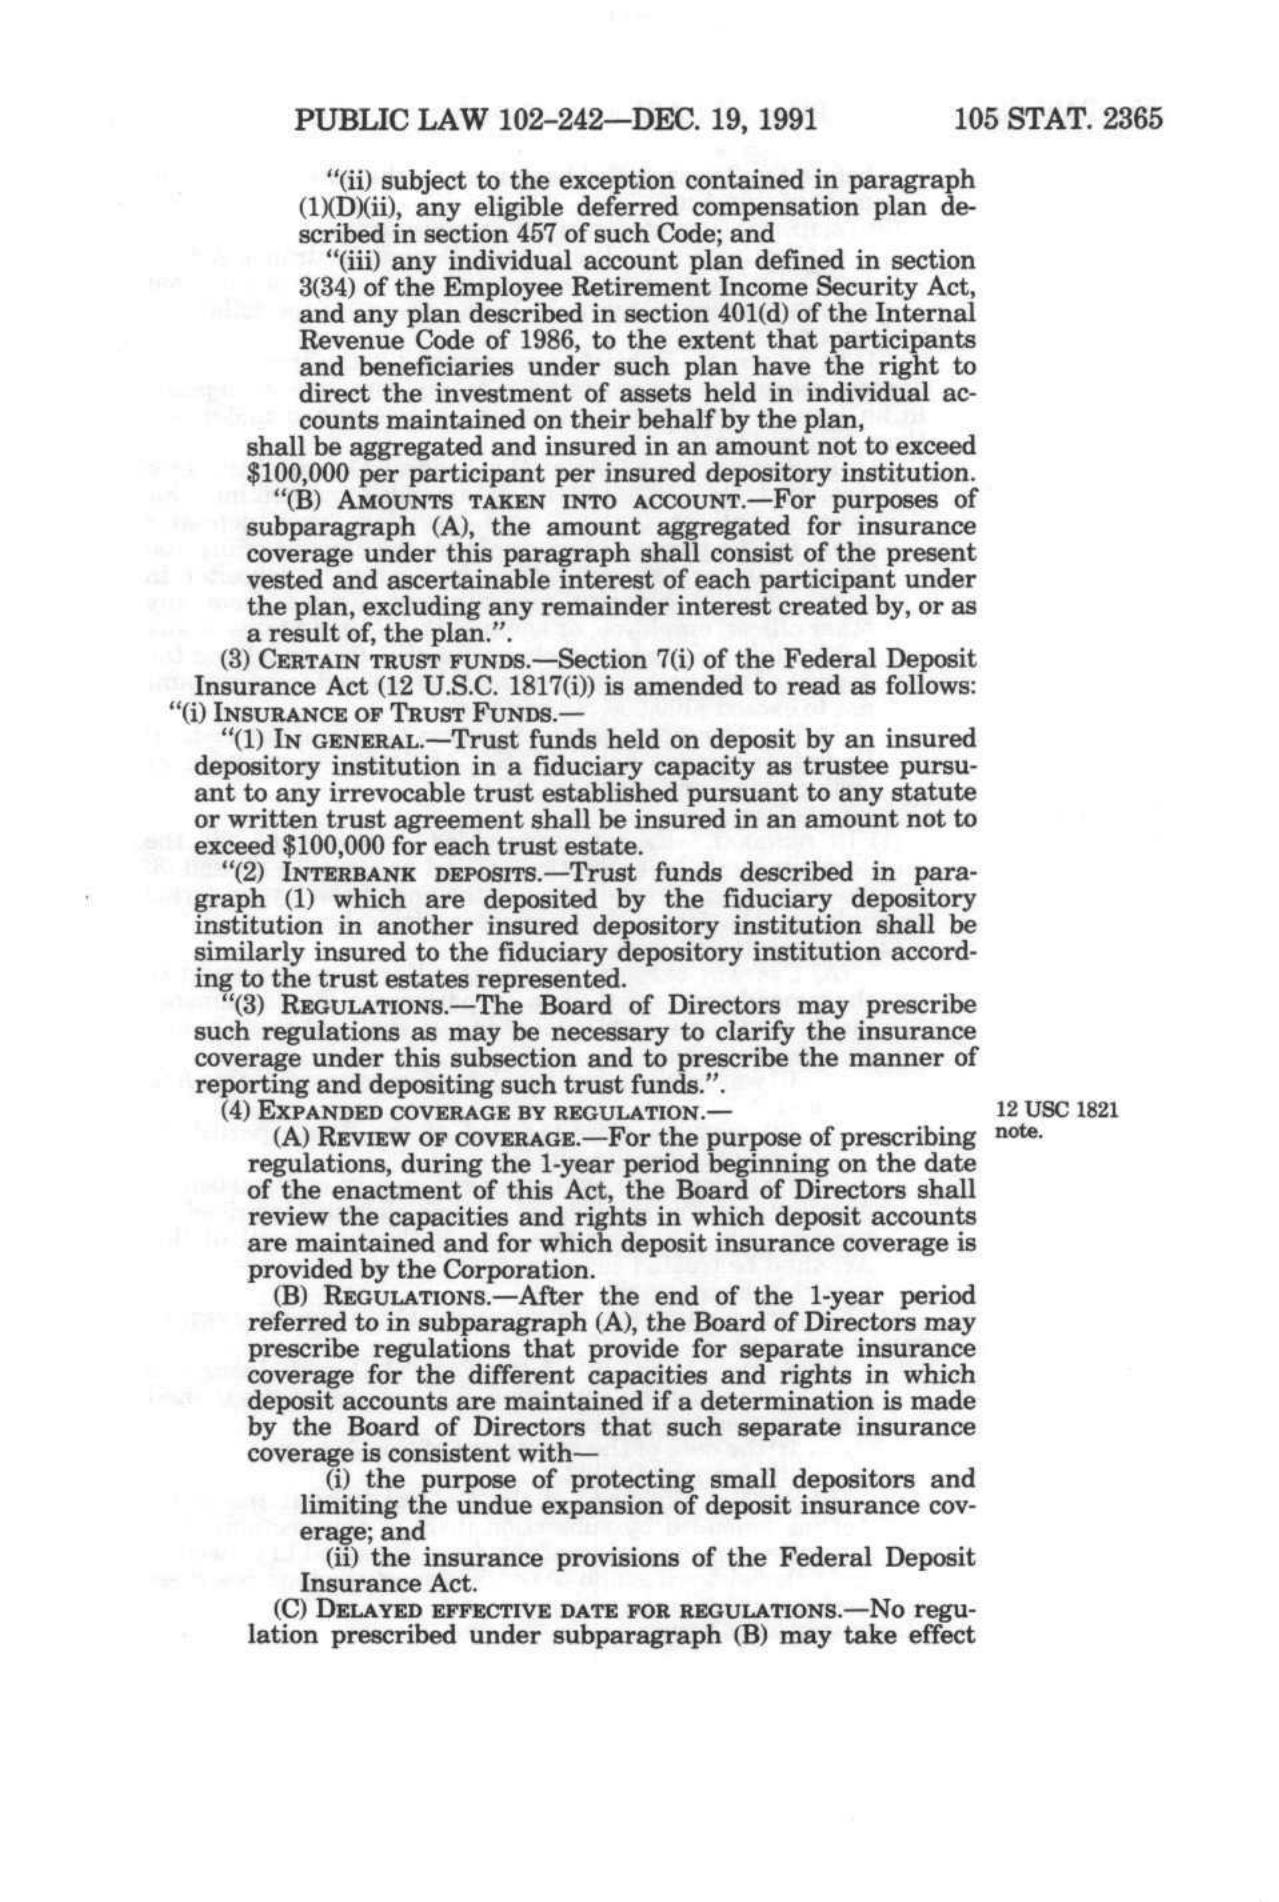 PUBLIC LAW 102–242—DEC. 19, 1991 105 STAT. 2365
“(ii) subject to the exception contained in paragraph
(1)(D)(ii), any eligible deferred compensation plan de-
scribed in section 457 of such Code; and
“(iii) any individual account plan defined in section
3(34) of the Employee Retirement Income Security Act,
and any plan described in section 401(d) of the Internal
Revenue Code of 1986, to the extent that participants
and beneficiaries under such plan have the right to
direct the investment of assets held in individual ac-
counts maintained on their behalf by the plan,
shall be aggregated and insured in an amount not to exceed
$100,000 per participant per insured depository institution.
“(B) AMOUNTS TAKEN INTO ACCOUNT.—For purposes of
subparagraph (A), the amount aggregated for insurance
coverage under this paragraph shall consist of the present
vested and ascertainable interest of each participant under
the plan, excluding any remainder interest created by, or as
a result of, the plan.”.
(3) CERTAIN TRUST FUNDS.—Section 7(i) of the Federal Deposit
Insurance Act (12 U.S.C. 1817(i)) is amended to read as follows:
“(i) INSURANCE OF TRUST FUNDS.—
“(1) IN GENERAL.—Trust funds held on deposit by an insured
depository institution in a fiduciary capacity as trustee pursu-
ant to any irrevocable trust established pursuant to any statute
or written trust agreement shall be insured in an amount not to
exceed $100,000 for each trust estate.
“(2) INTERBANK DEPOSITS.—Trust funds described in para-
graph (1) which are deposited by the fiduciary depository
institution in another insured depository institution shall be
similarly insured to the fiduciary depository institution accord-
ing to the trust estates represented.
“(3) REGULATIONS.—The Board of Directors may prescribe
such regulations as may be necessary to clarify the insurance
coverage under this subsection and to prescribe the manner of
reporting and depositing such trust funds.”.
(4) EXPANDED COVERAGE BY REGULATION.—
12 USC 1821
note.
(A) REVIEW OF COVERAGE.—For the purpose of prescribing
regulations, during the 1-year period beginning on the date
of the enactment of this Act, the Board of Directors shall
review the capacities and rights in which deposit accounts
are maintained and for which deposit insurance coverage is
provided by the Corporation.
(B) REGULATIONS.—After the end of the 1-year period
referred to in subparagraph (A), the Board of Directors may
prescribe regulations that provide for separate insurance
coverage for the different capacities and rights in which
deposit accounts are maintained if a determination is made
by the Board of Directors that such separate insurance
coverage is consistent with—
(i) the purpose of protecting small depositors and
limiting the undue expansion of deposit insurance cov-
erage; and
(ii) the insurance provisions of the Federal Deposit
Insurance Act.
(C) DELAYED EFFECTIVE DATE FOR REGULATIONS.—No regu-
lation prescribed under subparagraph (B) may take effect